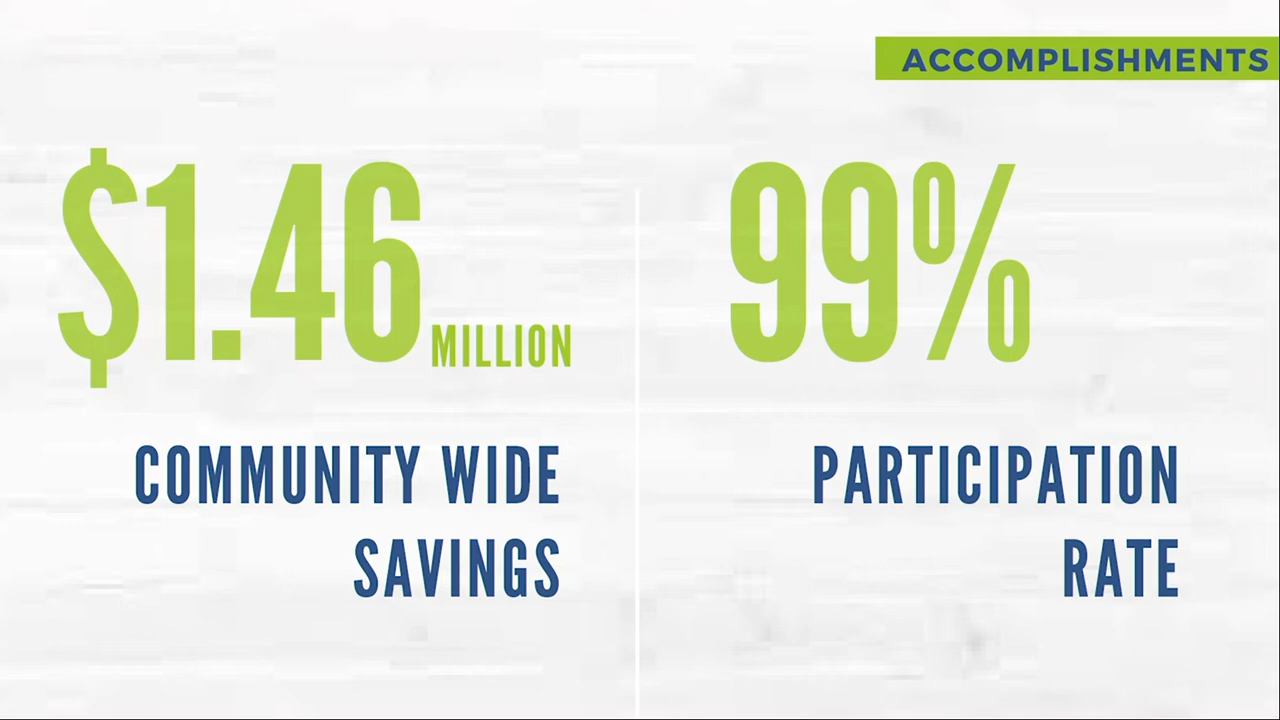 ACCOMPLISHMENTS
$1.46 MILLION
COMMUNITY WIDE
SAVINGS
99%
PARTICIPATION
RATE